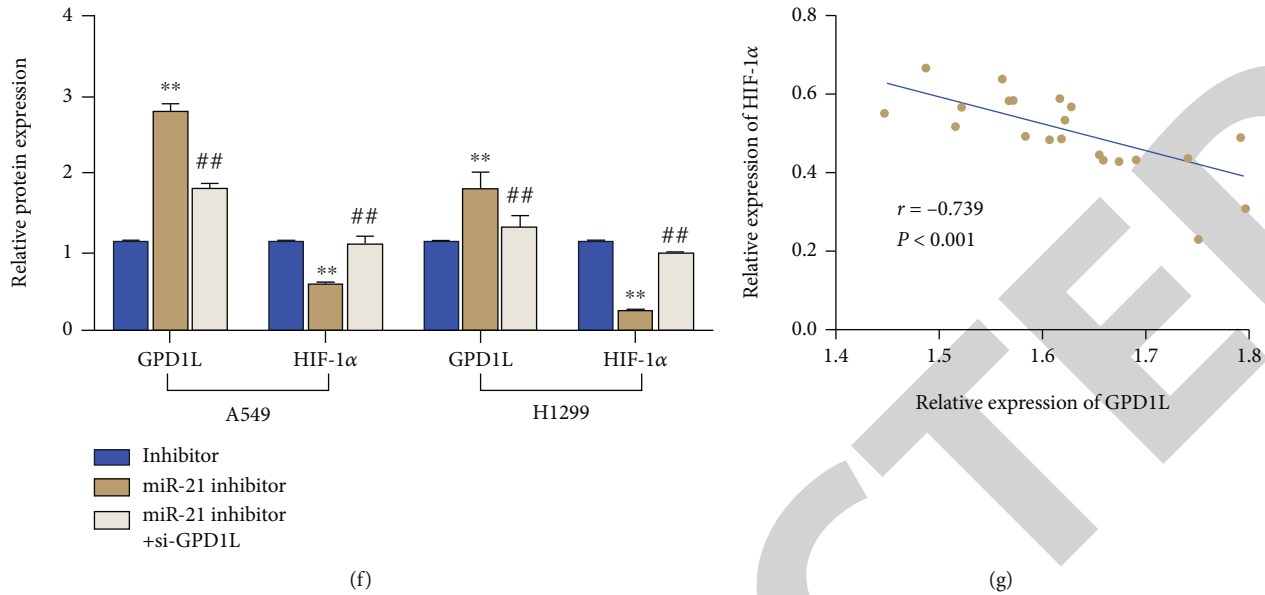 4
3
2
1
0
Relative protein expression
**
##
**
##
**
##
**
##
GPD1L
HIF-1α
GPD1L
HIF-1α
A549
H1299
Inhibitor
miR-21 inhibitor
miR-21 inhibitor
+si-GPD1L
(f)
0.8
0.6
0.4
0.2
0.0
Relative expression of HIF-1α
r = –0.739
P < 0.001
1.4
1.5
1.6
1.7
1.8
Relative expression of GPD1L
(g)
CTED